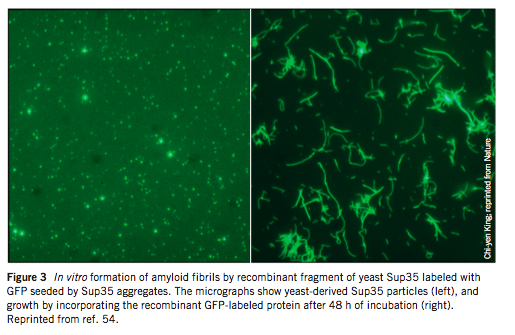 Chi-yen King, reprinted from Nature
Figure 3 In vitro formation of amyloid fibrils by recombinant fragment of yeast Sup35 labeled with
GFP seeded by Sup35 aggregates. The micrographs show yeast-derived Sup35 particles (left), and
growth by incorporating the recombinant GFP-labeled protein after 48 h of incubation (right).
Reprinted from ref. 54.